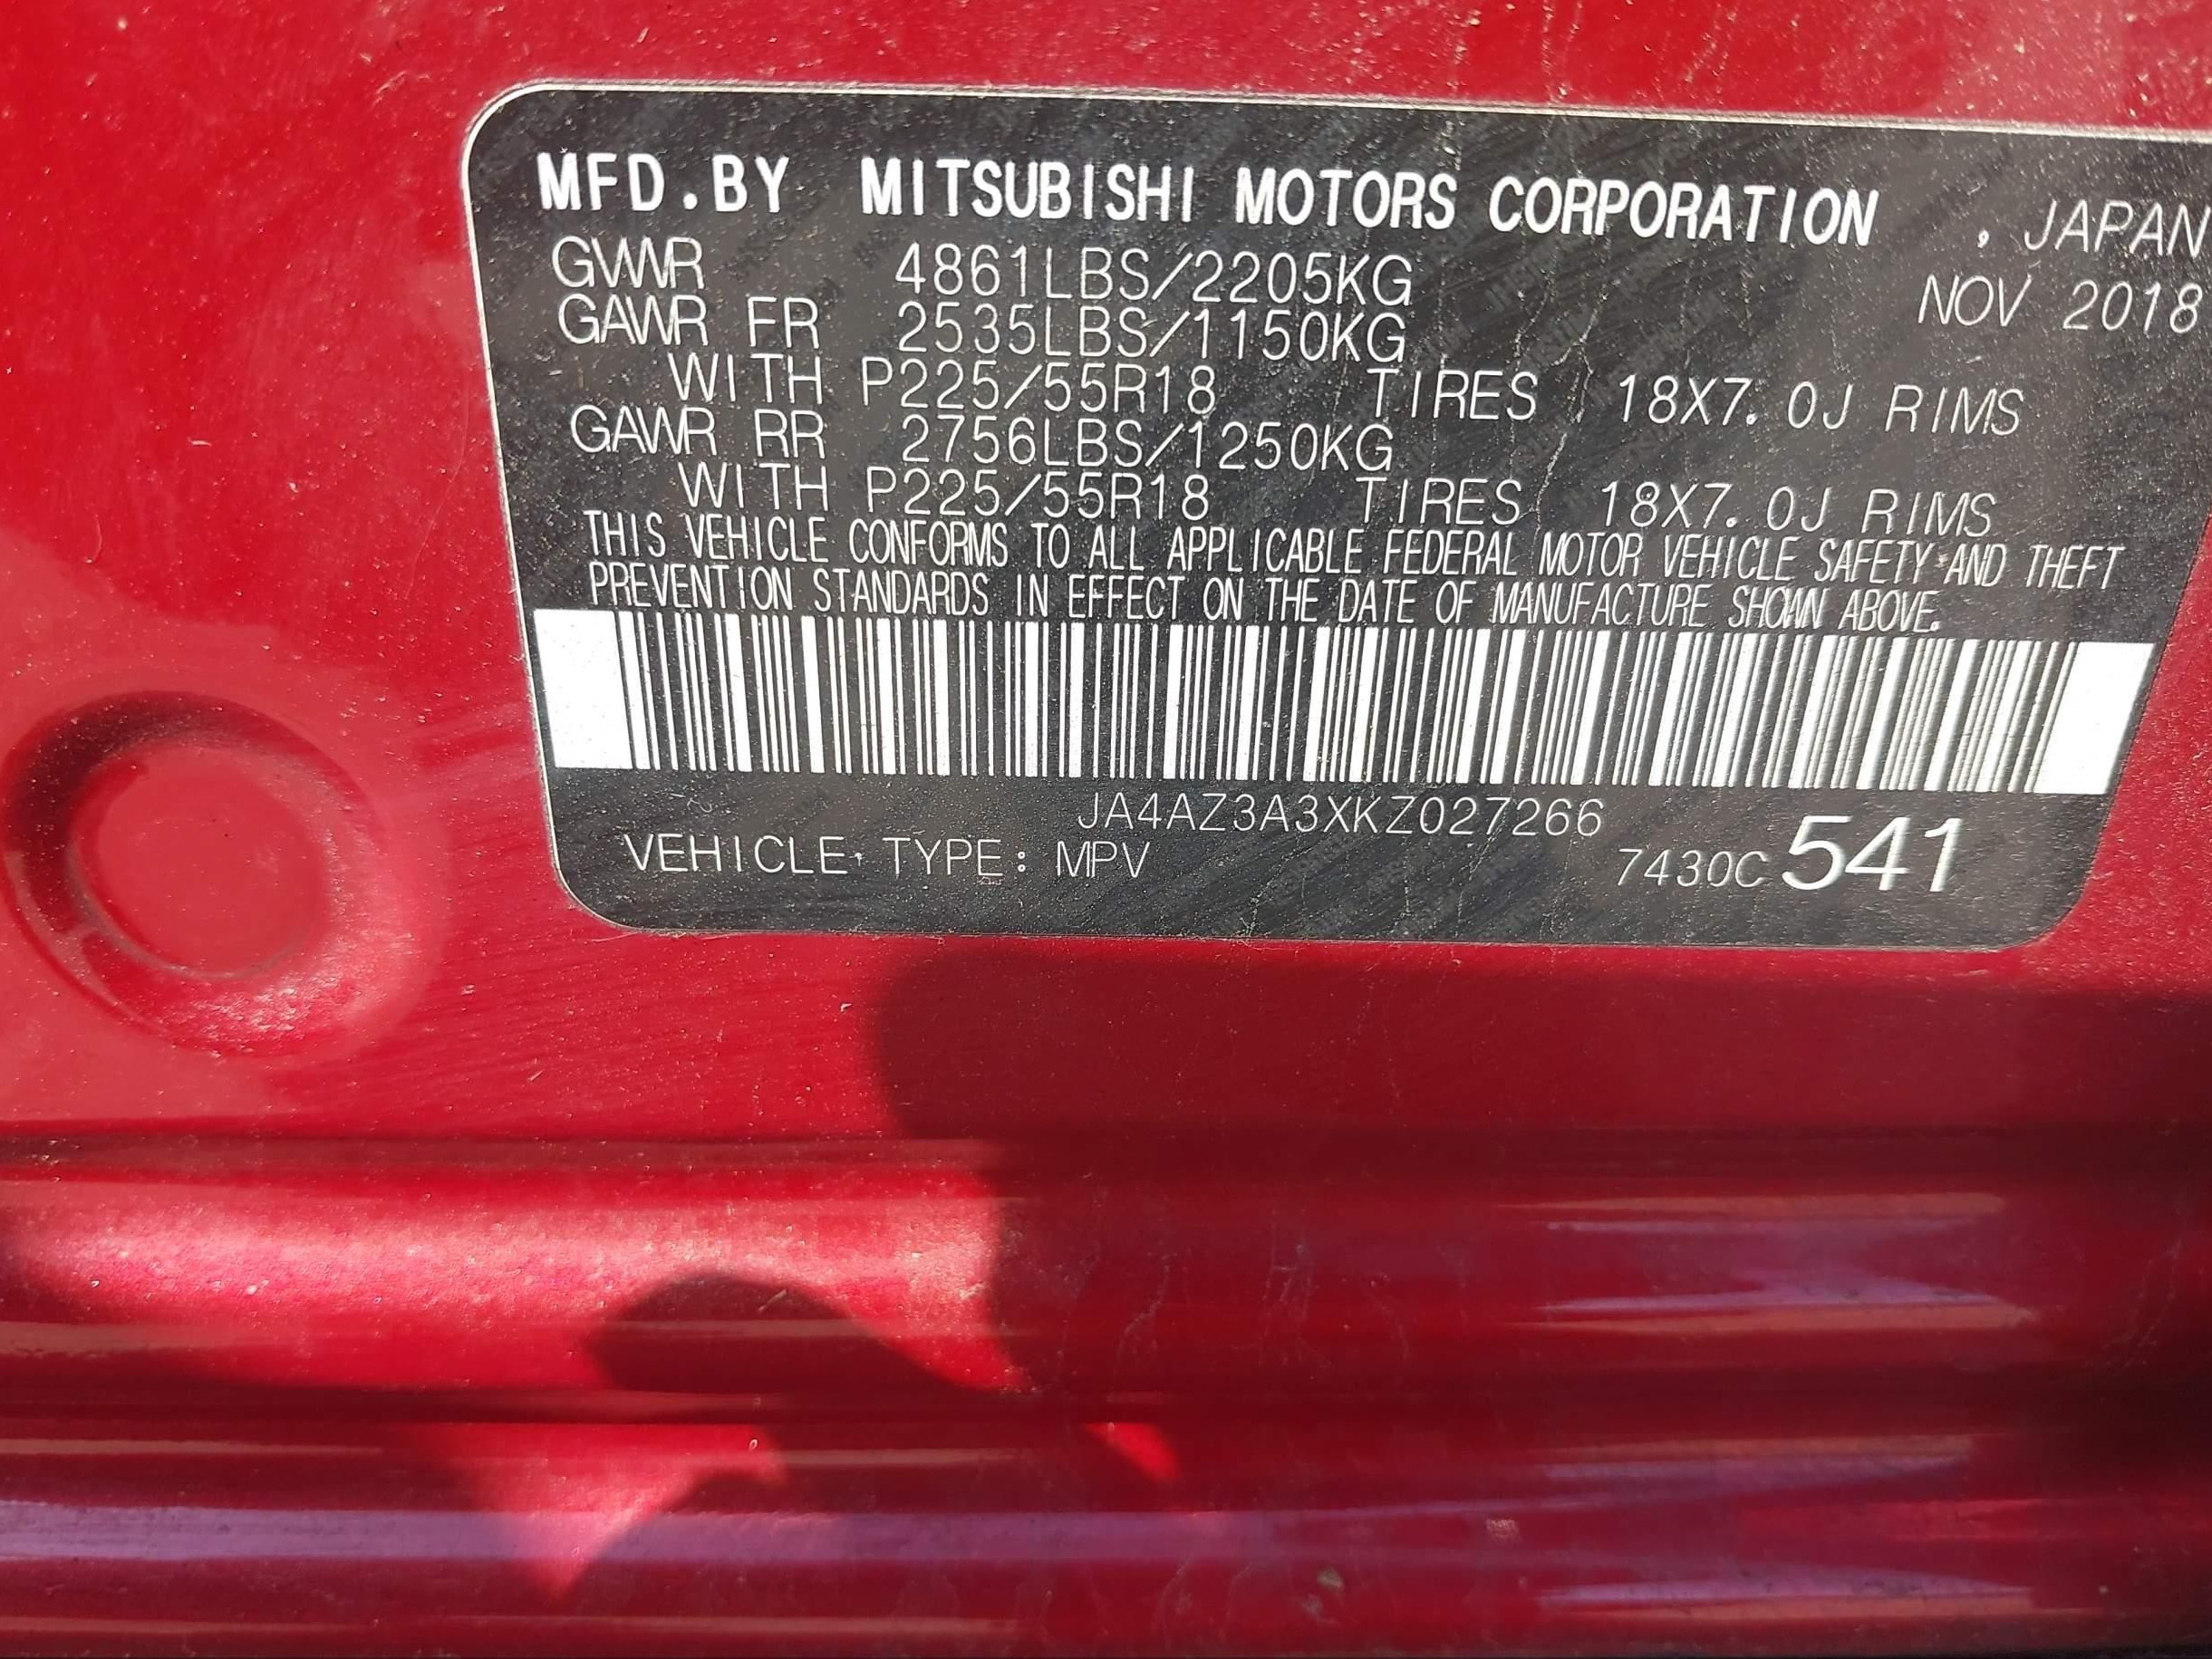 MFD.BY MITSUBISHI MOTORS CORPORATION , JAPAN
GVWR 4861LBS/2205KG NOV 2018
GAWR FR 2535LBS/1150KG
WITH P225/55R18 TIRES 18X7.0J RIMS
GAWR RR 2756LBS/1250KG
WITH P225/55R18 TIRES 18X7.0J RIMS
THIS VEHICLE CONFORMS TO ALL APPLICABLE FEDERAL MOTOR VEHICLE SAFETY AND THEFT
PREVENTION STANDARDS IN EFFECT ON THE DATE OF MANUFACTURE SHOWN ABOVE.
JA4AZ3A3XKZ027266
VEHICLE TYPE: MPV 7430C 541